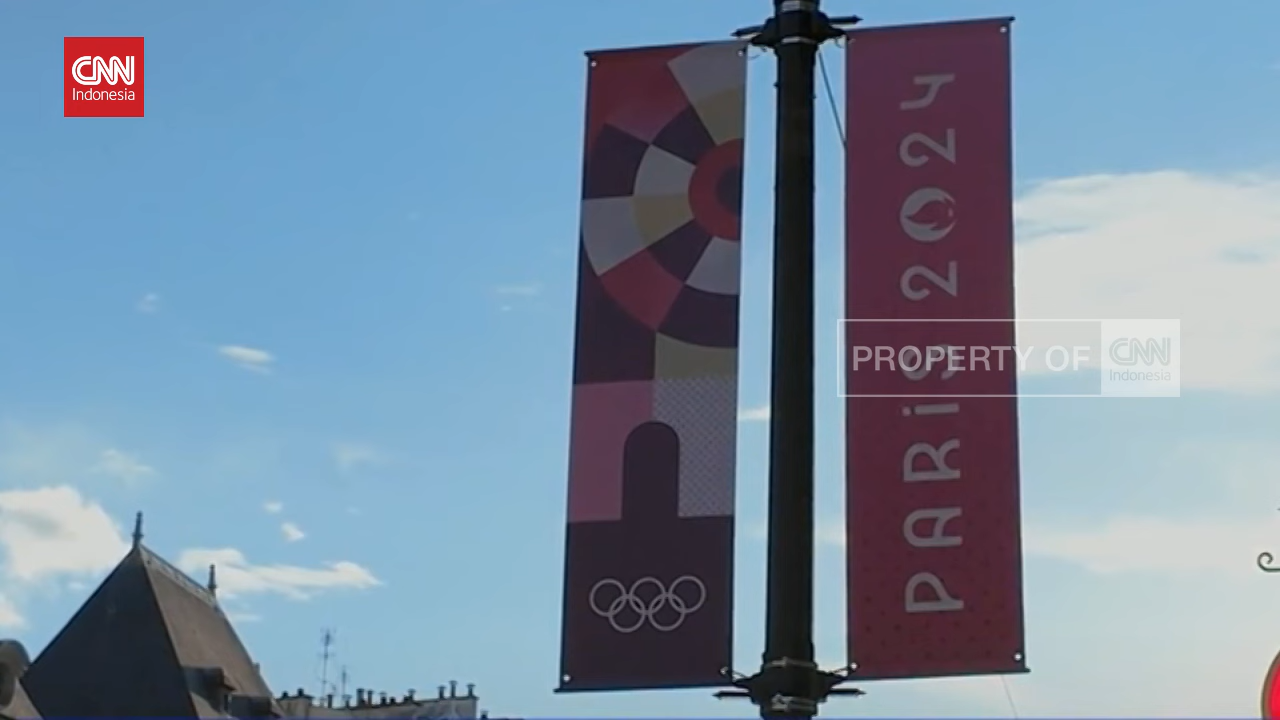 CNN
Indonesia
PARIS 2024
PROPERTY OF CNN
Indonesia